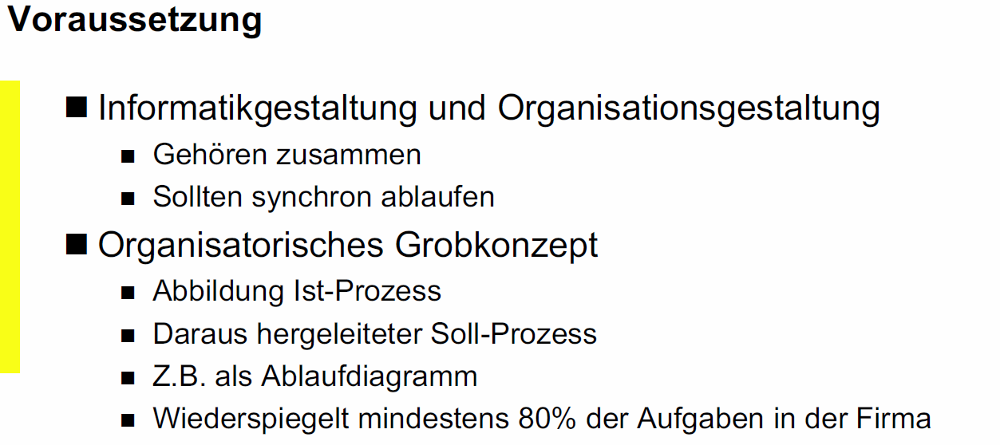 Voraussetzung
Informatikgestaltung und Organisationsgestaltung
Gehören zusammen
Sollten synchron ablaufen
Organisatorisches Grobkonzept
Abbildung Ist-Prozess
Daraus hergeleiteter Soll-Prozess
Z.B. als Ablaufdiagramm
Wiederspiegelt mindestens 80% der Aufgaben in der Firma